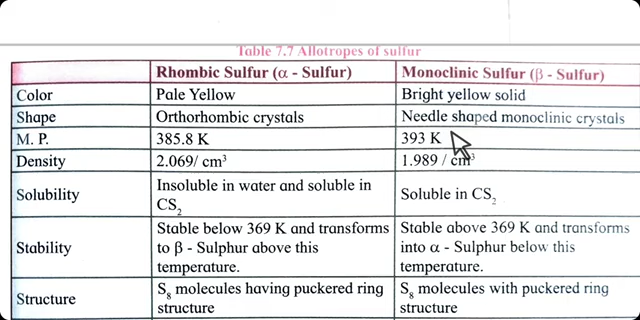 Table 7.7 Allotropes of sulfur
Rhombic Sulfur (α - Sulfur) Monoclinic Sulfur (β - Sulfur)
Color Pale Yellow Bright yellow solid
Shape Orthorhombic crystals Needle shaped monoclinic crystals
M. P. 385.8 K 393 K
Density 2.069/ cm³ 1.989 / cm³
Solubility Insoluble in water and soluble in CS₂ Soluble in CS₂
Stability Stable below 369 K and transforms to β - Sulphur above this temperature. Stable above 369 K and transforms into α - Sulphur below this temperature.
Structure S₈ molecules having puckered ring structure S₈ molecules with puckered ring structure